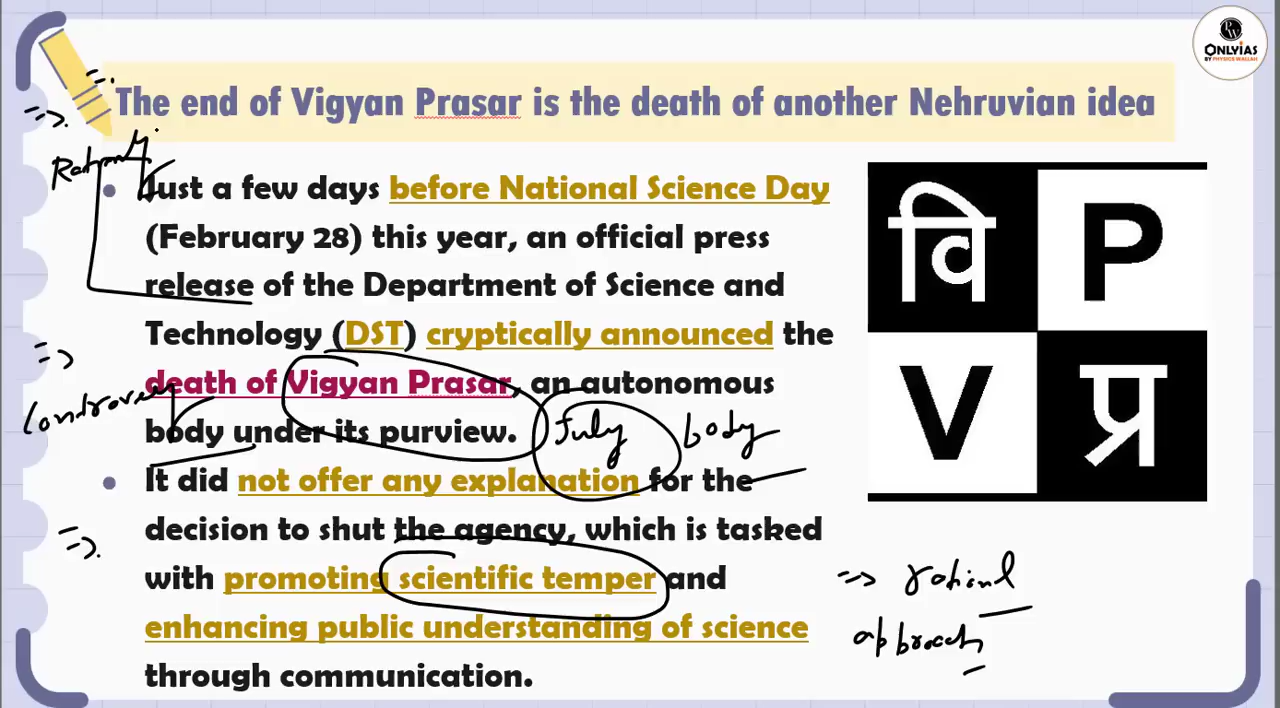 PW
ONLYIAS
BY PHYSICS WALLAH
The end of Vigyan Prasar is the death of another Nehruvian idea
Just a few days before National Science Day
(February 28) this year, an official press
release of the Department of Science and
Technology (DST) cryptically announced the
death of Vigyan Prasar, an autonomous
body under its purview.
July body
It did not offer any explanation for the
decision to shut the agency, which is tasked
with promoting scientific temper and
enhancing public understanding of science
through communication.
वि P
V प्र
=> rational
approach
=>
=>
Controversy
=>